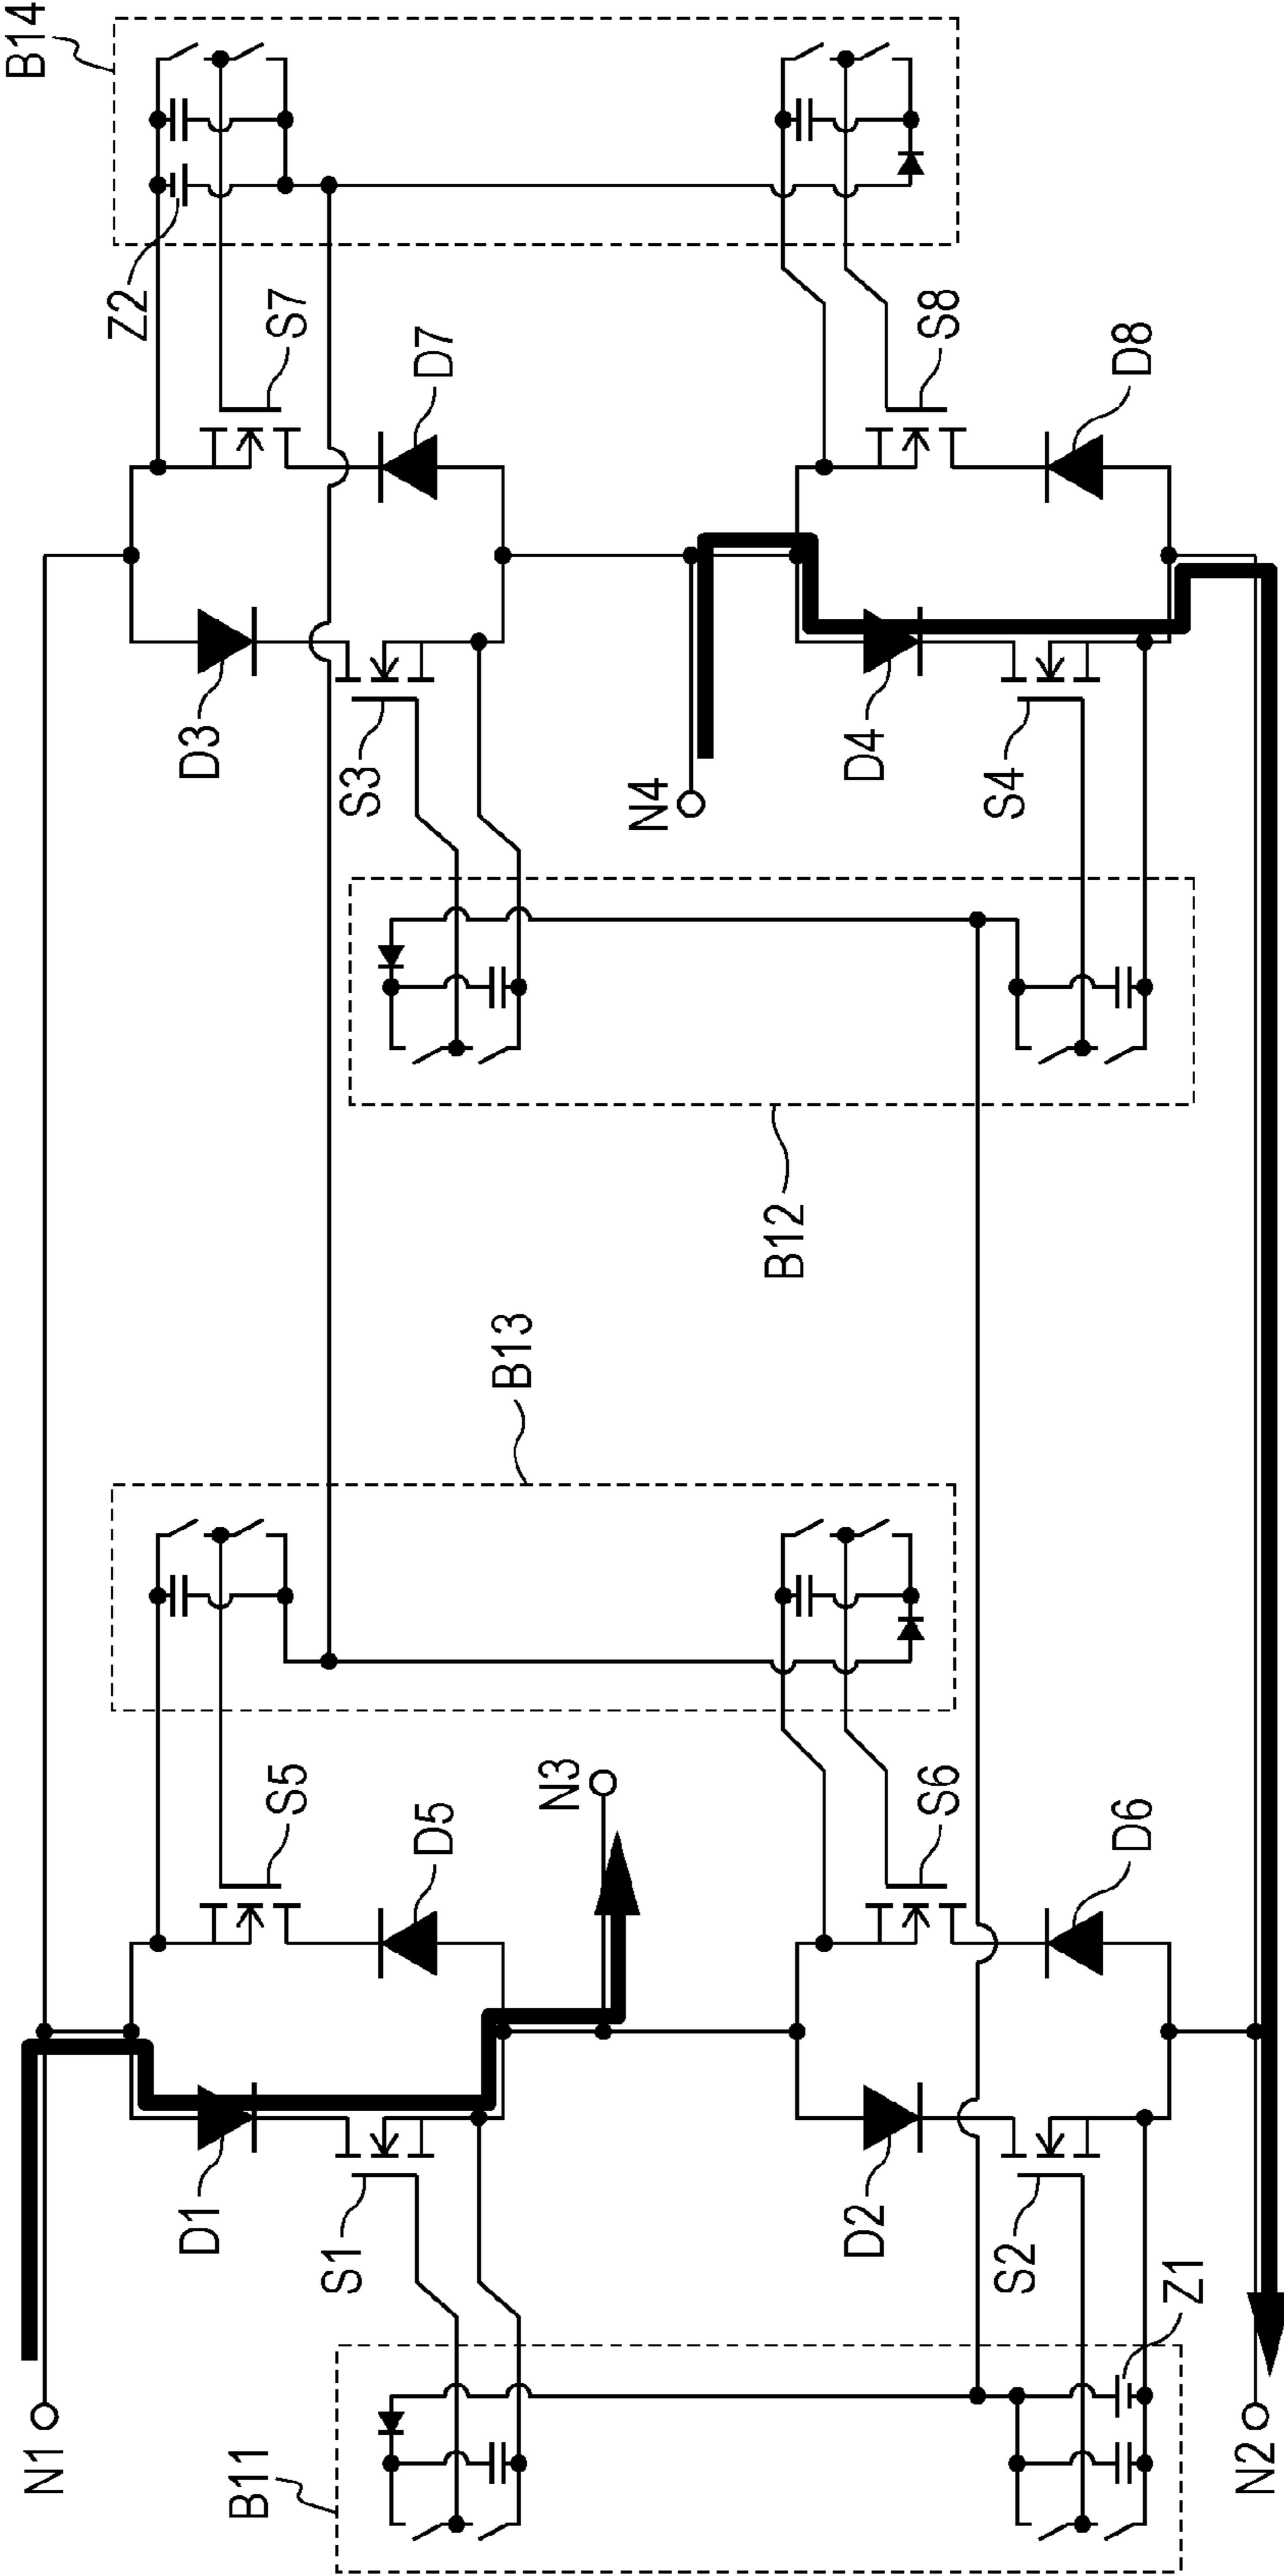 B14
Z2
S7
D7
S8
D8
D3
S3
D4
S4
N4
B12
B13
S5
D5
N3
S6
D6
D1
S1
D2
S2
Z1
N1
B11
N2